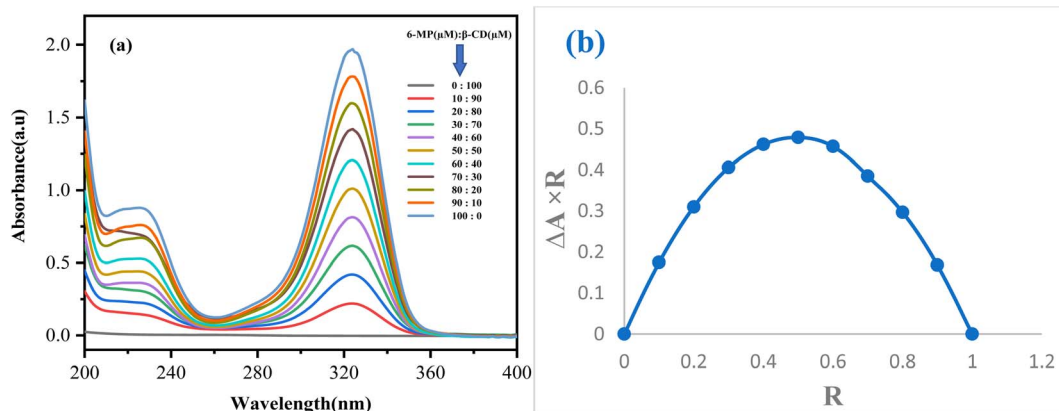 (a)
6-MP(μM):β-CD(μM)
0 : 100
10 : 90
20 : 80
30 : 70
40 : 60
50 : 50
60 : 40
70 : 30
80 : 20
90 : 10
100 : 0
2.0
1.5
1.0
0.5
0.0
Absorbance(a.u)
200
240
280
320
360
400
Wavelength(nm)
(b)
0.6
0.5
0.4
0.3
0.2
0.1
0
ΔA ×R
0
0.2
0.4
0.6
0.8
1
1.2
R